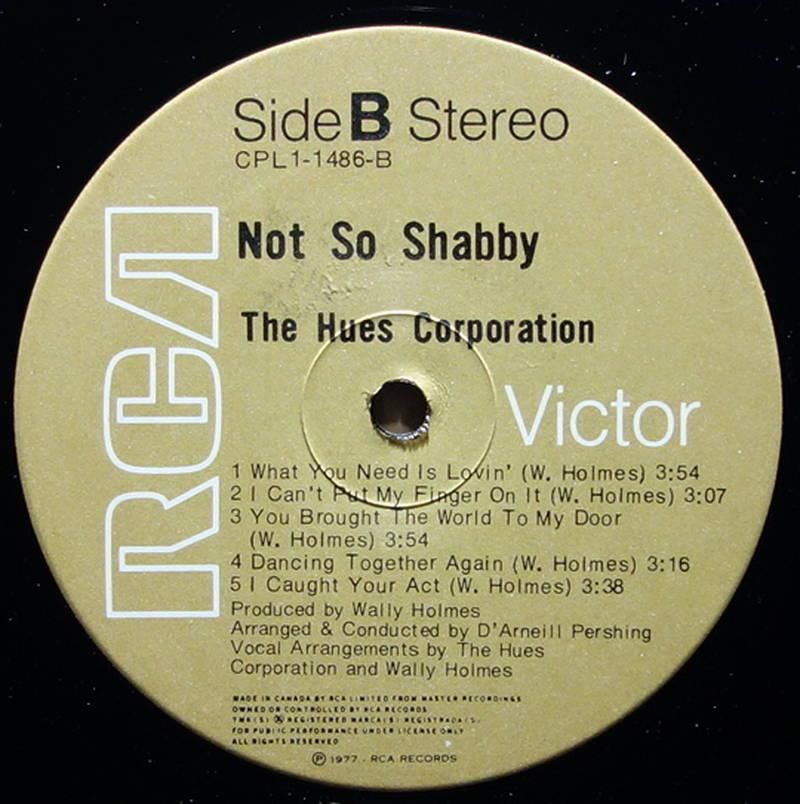 Side B Stereo
CPL1-1486-B
RCA
Not So Shabby
The Hues Corporation
Victor
1 What You Need Is Lovin' (W. Holmes) 3:54
2 I Can't Put My Finger On It (W. Holmes) 3:07
3 You Brought The World To My Door
(W. Holmes) 3:54
4 Dancing Together Again (W. Holmes) 3:16
5 I Caught Your Act (W. Holmes) 3:38
Produced by Wally Holmes
Arranged & Conducted by D'Arneill Pershing
Vocal Arrangements by The Hues
Corporation and Wally Holmes
MADE IN CANADA BY RCA LIMITED FROM MASTER RECORDINGS
OWNED OR CONTROLLED BY RCA RECORDS
TMK(S) ® REGISTERED MARCA(S) REGISTRADA(S)
FOR PUBLIC PERFORMANCE UNDER LICENSE ONLY
ALL RIGHTS RESERVED
℗ 1977 - RCA RECORDS